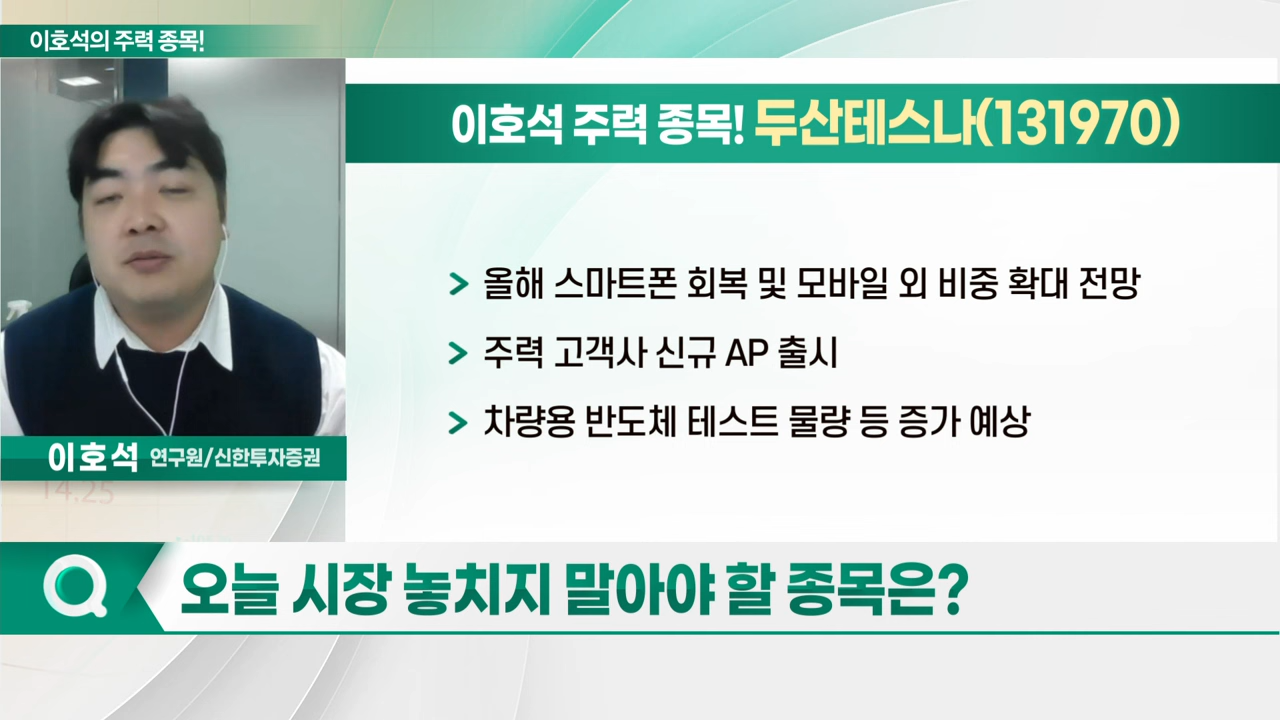 이호석의 주력 종목!
이호석 주력 종목! 두산테스나(131970)
> 올해 스마트폰 회복 및 모바일 외 비중 확대 전망
> 주력 고객사 신규 AP 출시
> 차량용 반도체 테스트 물량 등 증가 예상
이호석 연구원/신한투자증권
14.25
오늘 시장 놓치지 말아야 할 종목은?